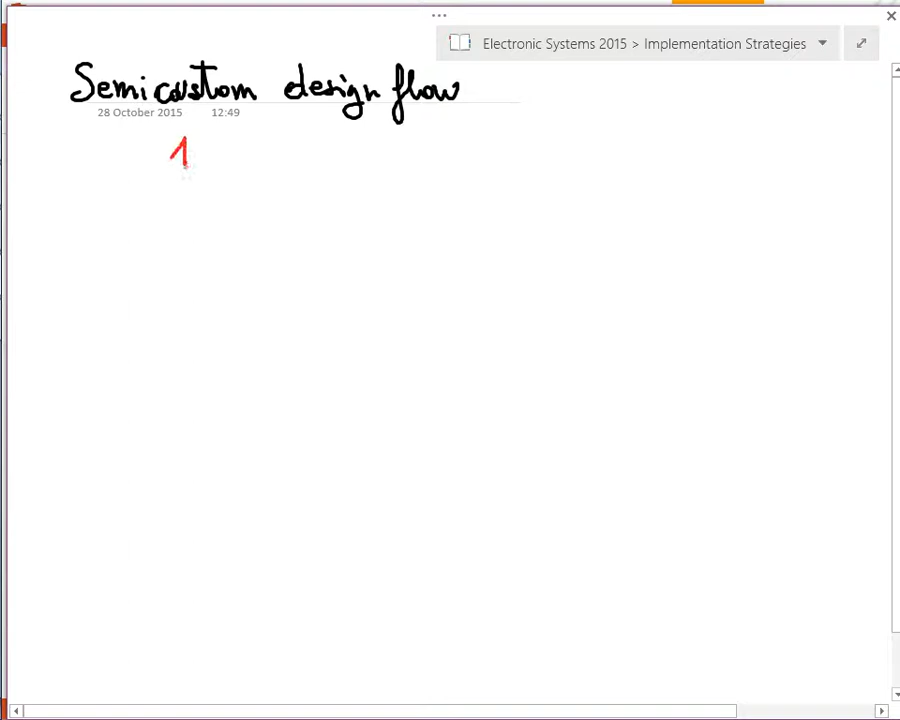 Electronic Systems 2015 > Implementation Strategies
Semicustom design flow
28 October 2015 12:49
1